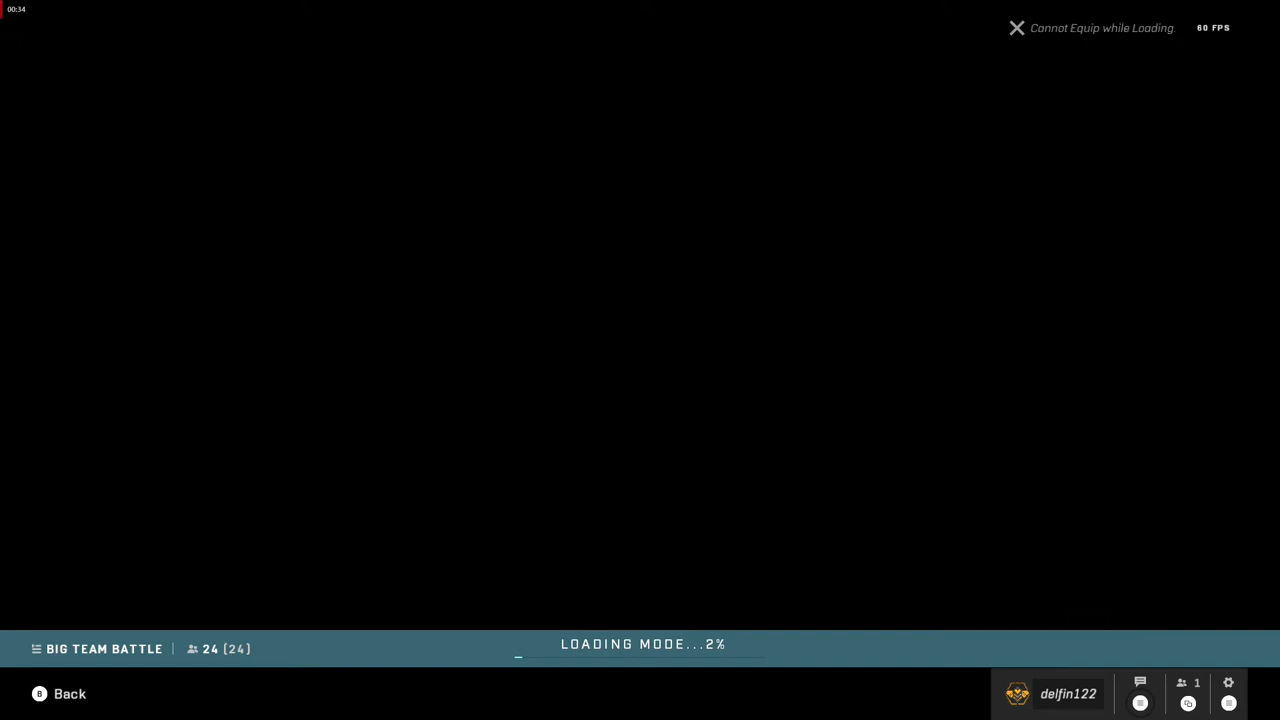 00:34
Cannot Equip while Loading.
60 FPS
BIG TEAM BATTLE
24 (24)
LOADING MODE...2%
B Back
delfin122
1